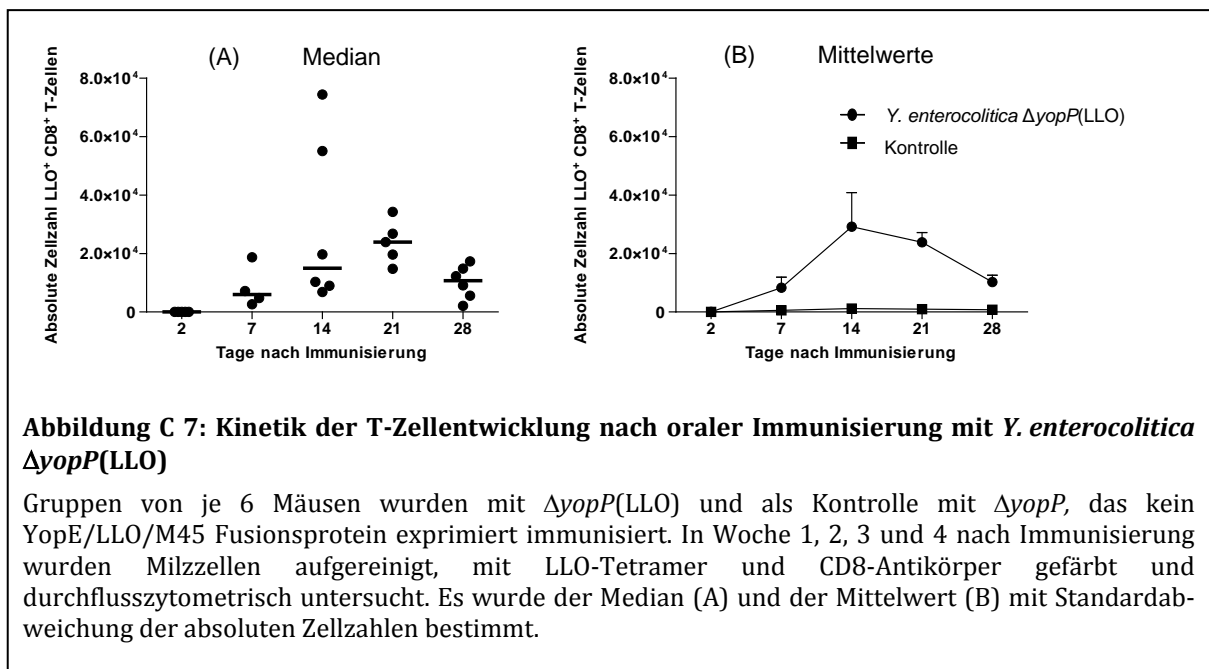 (A) Median
Absolute Zellzahl LLO⁺ CD8⁺ T-Zellen
8.0×10⁴
6.0×10⁴
4.0×10⁴
2.0×10⁴
0
2 7 14 21 28
Tage nach Immunisierung
(B) Mittelwerte
Absolute Zellzahl LLO⁺ CD8⁺ T-Zellen
8.0×10⁴
6.0×10⁴
4.0×10⁴
2.0×10⁴
0
Y. enterocolitica ΔyopP(LLO)
Kontrolle
2 7 14 21 28
Tage nach Immunisierung
Abbildung C 7: Kinetik der T-Zellentwicklung nach oraler Immunisierung mit Y. enterocolitica
ΔyopP(LLO)
Gruppen von je 6 Mäusen wurden mit ΔyopP(LLO) und als Kontrolle mit ΔyopP, das kein
YopE/LLO/M45 Fusionsprotein exprimiert immunisiert. In Woche 1, 2, 3 und 4 nach Immunisierung
wurden Milzzellen aufgereinigt, mit LLO-Tetramer und CD8-Antikörper gefärbt und
durchflusszytometrisch untersucht. Es wurde der Median (A) und der Mittelwert (B) mit Standardab-
weichung der absoluten Zellzahlen bestimmt.